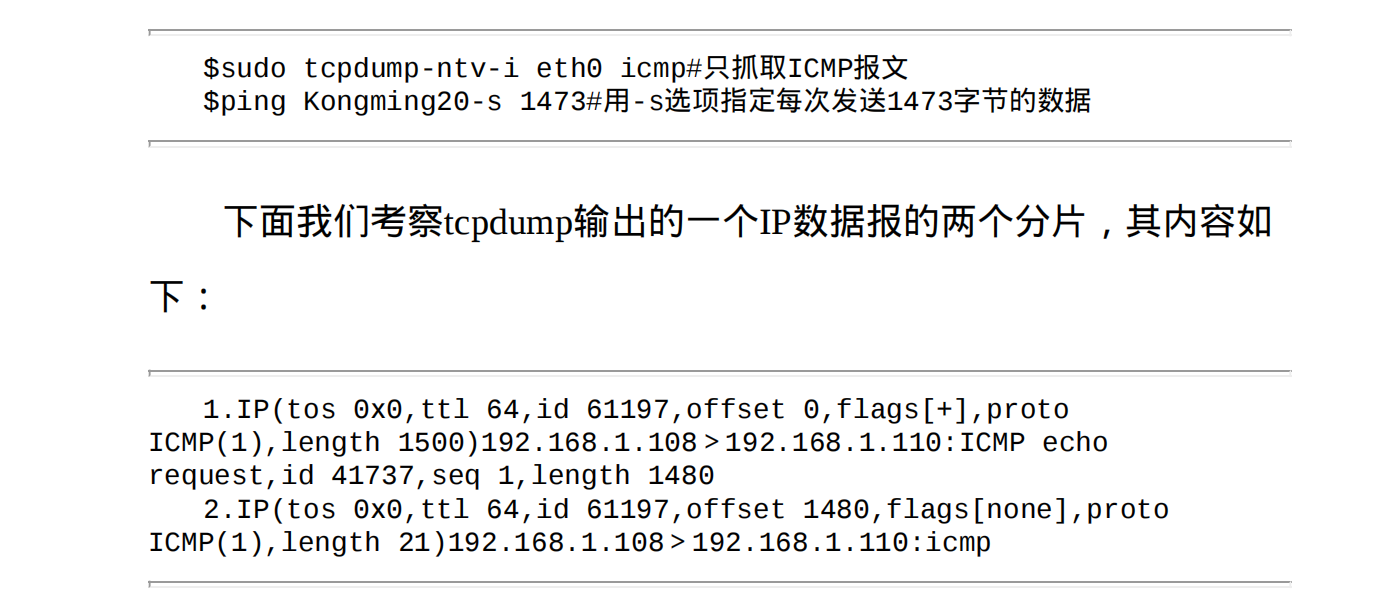 $sudo tcpdump-ntv-i eth0 icmp#只抓取ICMP报文
$ping Kongming20-s 1473#用-s选项指定每次发送1473字节的数据
下面我们考察tcpdump输出的一个IP数据报的两个分片，其内容如
下：
1.IP(tos 0x0,ttl 64,id 61197,offset 0,flags[+],proto
ICMP(1),length 1500)192.168.1.108＞192.168.1.110:ICMP echo
request,id 41737,seq 1,length 1480
2.IP(tos 0x0,ttl 64,id 61197,offset 1480,flags[none],proto
ICMP(1),length 21)192.168.1.108＞192.168.1.110:icmp